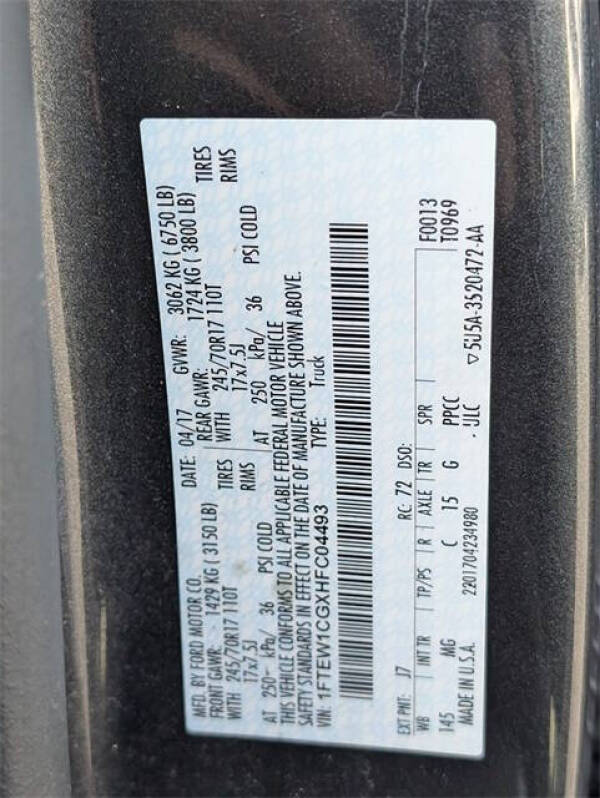 MFD. BY FORD MOTOR CO.
DATE: 04/17 GVWR: 3062 KG ( 6750 LB)
FRONT GAWR: 1429 KG ( 3150 LB) REAR GAWR: 1724 KG ( 3800 LB)
WITH 245/70R17 110T TIRES WITH 245/70R17 110T TIRES
17x7.5J RIMS 17x7.5J RIMS
AT 250 kPa/ 36 PSI COLD AT 250 kPa/ 36 PSI COLD
THIS VEHICLE CONFORMS TO ALL APPLICABLE FEDERAL MOTOR VEHICLE
SAFETY STANDARDS IN EFFECT ON THE DATE OF MANUFACTURE SHOWN ABOVE.
VIN: 1FTEW1CGXHFC04493 TYPE: Truck
EXT PNT: J7 RC: 72 DSO: F0013
WB | INT TR | TP/PS | R | AXLE | TR | SPR | T0969
145 MG C 15 G PPCC
MADE IN U.S.A. 2201704234980 . ULC ▽5U5A-3520472-AA